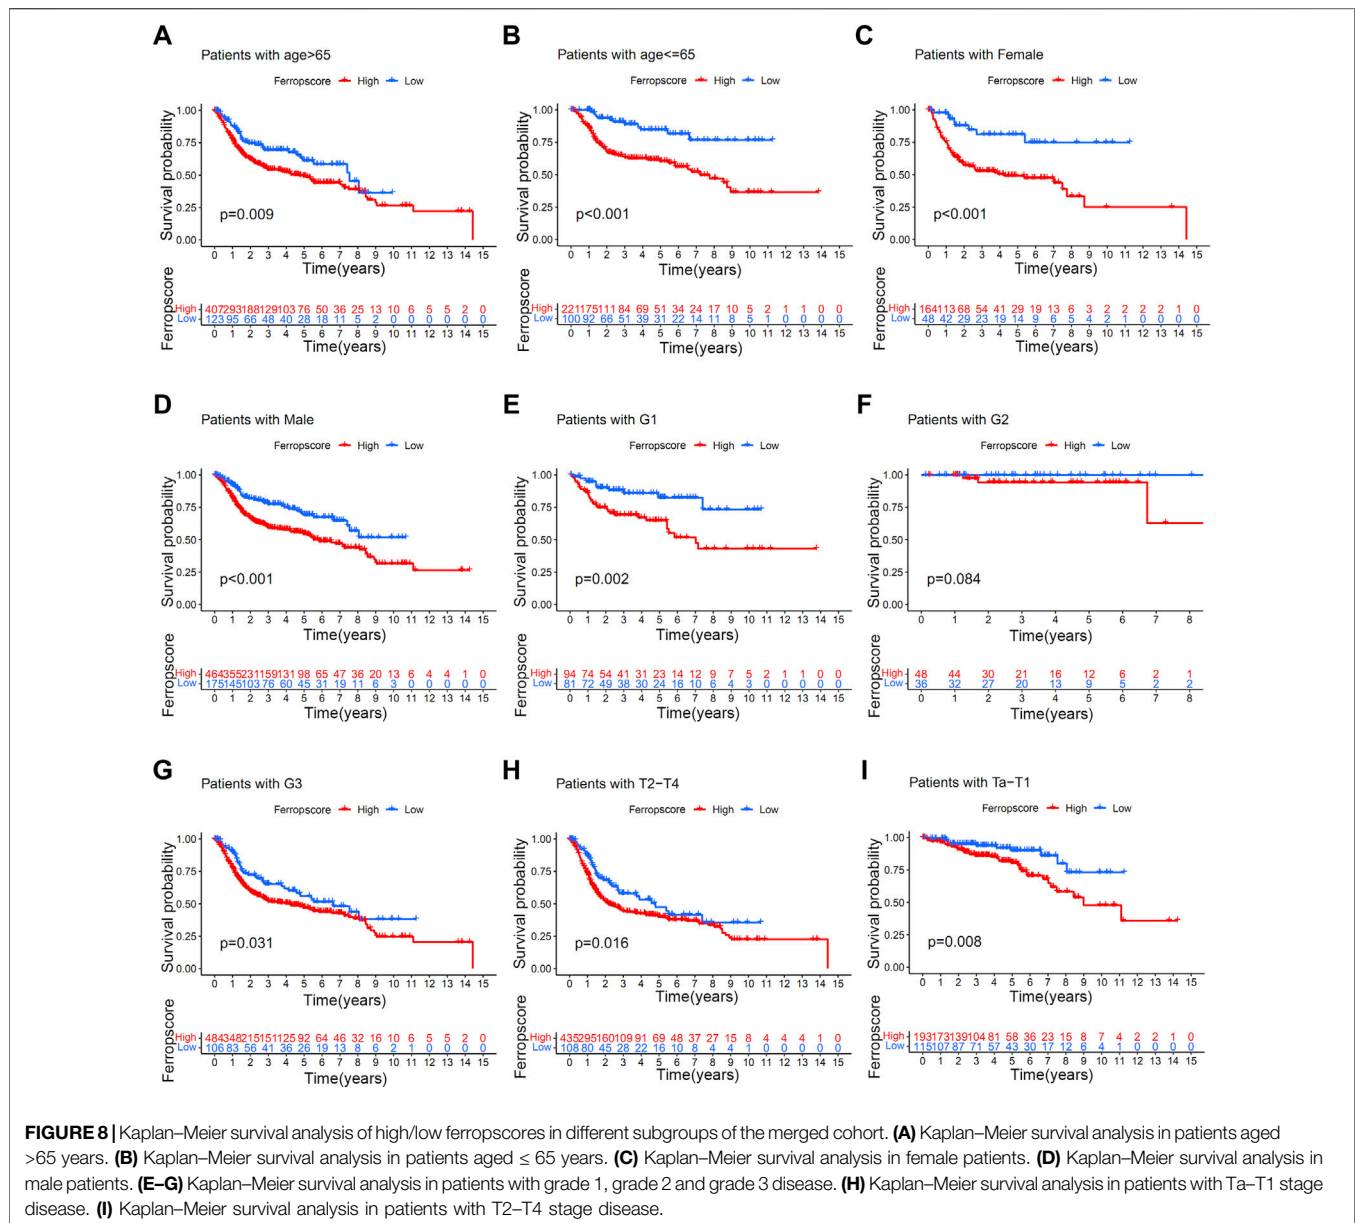 A
Patients with age>65
Ferropscore High Low
Survival probability
1.00
0.75
0.50
0.25
0.00
p=0.009
0 1 2 3 4 5 6 7 8 9 10 11 12 13 14 15
Time(years)
Ferropscore
High 407 293 188 129 103 76 50 36 25 13 10 6 5 5 2 0
Low 123 95 66 48 40 28 18 11 5 2 0 0 0 0 0 0
0 1 2 3 4 5 6 7 8 9 10 11 12 13 14 15
Time(years)
B
Patients with age<=65
Ferropscore High Low
Survival probability
1.00
0.75
0.50
0.25
0.00
p<0.001
0 1 2 3 4 5 6 7 8 9 10 11 12 13 14 15
Time(years)
Ferropscore
High 221 175 111 84 69 51 34 24 17 10 5 2 1 1 0 0
Low 100 92 66 51 39 31 22 14 11 8 5 1 0 0 0 0
0 1 2 3 4 5 6 7 8 9 10 11 12 13 14 15
Time(years)
C
Patients with Female
Ferropscore High Low
Survival probability
1.00
0.75
0.50
0.25
0.00
p<0.001
0 1 2 3 4 5 6 7 8 9 10 11 12 13 14 15
Time(years)
Ferropscore
High 164 113 68 54 41 29 19 13 6 3 2 2 2 2 1 0
Low 48 42 29 23 19 14 9 6 5 4 2 1 0 0 0 0
0 1 2 3 4 5 6 7 8 9 10 11 12 13 14 15
Time(years)
D
Patients with Male
Ferropscore High Low
Survival probability
1.00
0.75
0.50
0.25
0.00
p<0.001
0 1 2 3 4 5 6 7 8 9 10 11 12 13 14 15
Time(years)
Ferropscore
High 464 355 231 159 131 98 65 47 36 20 13 6 4 4 1 0
Low 175 145 103 76 60 45 31 19 11 6 3 0 0 0 0 0
0 1 2 3 4 5 6 7 8 9 10 11 12 13 14 15
Time(years)
E
Patients with G1
Ferropscore High Low
Survival probability
1.00
0.75
0.50
0.25
0.00
p=0.002
0 1 2 3 4 5 6 7 8 9 10 11 12 13 14 15
Time(years)
Ferropscore
High 94 74 54 41 31 23 14 12 9 7 5 2 1 1 0 0
Low 81 72 49 38 30 24 16 10 6 4 3 0 0 0 0 0
0 1 2 3 4 5 6 7 8 9 10 11 12 13 14 15
Time(years)
F
Patients with G2
Ferropscore High Low
Survival probability
1.00
0.75
0.50
0.25
0.00
p=0.084
0 1 2 3 4 5 6 7 8
Time(years)
Ferropscore
High 48 44 30 21 16 12 6 2 1
Low 36 32 27 20 13 9 5 2 2
0 1 2 3 4 5 6 7 8
Time(years)
G
Patients with G3
Ferropscore High Low
Survival probability
1.00
0.75
0.50
0.25
0.00
p=0.031
0 1 2 3 4 5 6 7 8 9 10 11 12 13 14 15
Time(years)
Ferropscore
High 484 348 215 151 125 92 64 46 32 16 10 6 5 5 2 0
Low 106 83 56 41 36 26 19 13 8 6 2 1 0 0 0 0
0 1 2 3 4 5 6 7 8 9 10 11 12 13 14 15
Time(years)
H
Patients with T2−T4
Ferropscore High Low
Survival probability
1.00
0.75
0.50
0.25
0.00
p=0.016
0 1 2 3 4 5 6 7 8 9 10 11 12 13 14 15
Time(years)
Ferropscore
High 435 295 160 109 91 69 48 37 27 15 8 4 4 4 1 0
Low 108 80 45 28 22 16 10 8 4 4 1 0 0 0 0 0
0 1 2 3 4 5 6 7 8 9 10 11 12 13 14 15
Time(years)
I
Patients with Ta−T1
Ferropscore High Low
Survival probability
1.00
0.75
0.50
0.25
0.00
p=0.008
0 1 2 3 4 5 6 7 8 9 10 11 12 13 14 15
Time(years)
Ferropscore
High 193 173 139 104 81 58 36 23 15 8 7 4 2 2 1 0
Low 115 107 87 71 57 43 30 17 12 6 4 1 0 0 0 0
0 1 2 3 4 5 6 7 8 9 10 11 12 13 14 15
Time(years)
FIGURE 8 | Kaplan–Meier survival analysis of high/low ferropscores in different subgroups of the merged cohort. (A) Kaplan–Meier survival analysis in patients aged
>65 years. (B) Kaplan–Meier survival analysis in patients aged ≤ 65 years. (C) Kaplan–Meier survival analysis in female patients. (D) Kaplan–Meier survival analysis in
male patients. (E–G) Kaplan–Meier survival analysis in patients with grade 1, grade 2 and grade 3 disease. (H) Kaplan–Meier survival analysis in patients with Ta–T1 stage
disease. (I) Kaplan–Meier survival analysis in patients with T2–T4 stage disease.